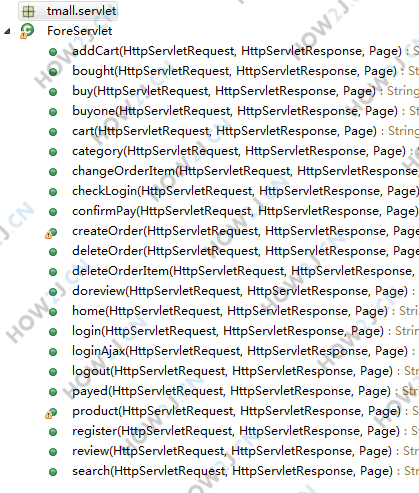 tmall.servlet
ForeServlet
addCart(HttpServletRequest, HttpServletResponse, Page) : S
bought(HttpServletRequest, HttpServletResponse, Page) : St
buy(HttpServletRequest, HttpServletResponse, Page) : String
buyone(HttpServletRequest, HttpServletResponse, Page) : St
cart(HttpServletRequest, HttpServletResponse, Page) : String
category(HttpServletRequest, HttpServletResponse, Page) : S
changeOrderItem(HttpServletRequest, HttpServletResponse
checkLogin(HttpServletRequest, HttpServletResponse, Page)
confirmPay(HttpServletRequest, HttpServletResponse, Page)
createOrder(HttpServletRequest, HttpServletResponse, Page
deleteOrder(HttpServletRequest, HttpServletResponse, Page
deleteOrderItem(HttpServletRequest, HttpServletResponse,
doreview(HttpServletRequest, HttpServletResponse, Page) :
home(HttpServletRequest, HttpServletResponse, Page) : Stri
login(HttpServletRequest, HttpServletResponse, Page) : Strin
loginAjax(HttpServletRequest, HttpServletResponse, Page) :
logout(HttpServletRequest, HttpServletResponse, Page) : Str
payed(HttpServletRequest, HttpServletResponse, Page) : Stri
product(HttpServletRequest, HttpServletResponse, Page) : S
register(HttpServletRequest, HttpServletResponse, Page) : St
review(HttpServletRequest, HttpServletResponse, Page) : Stri
search(HttpServletRequest, HttpServletResponse, Page) : Stri
HOW2J.CN